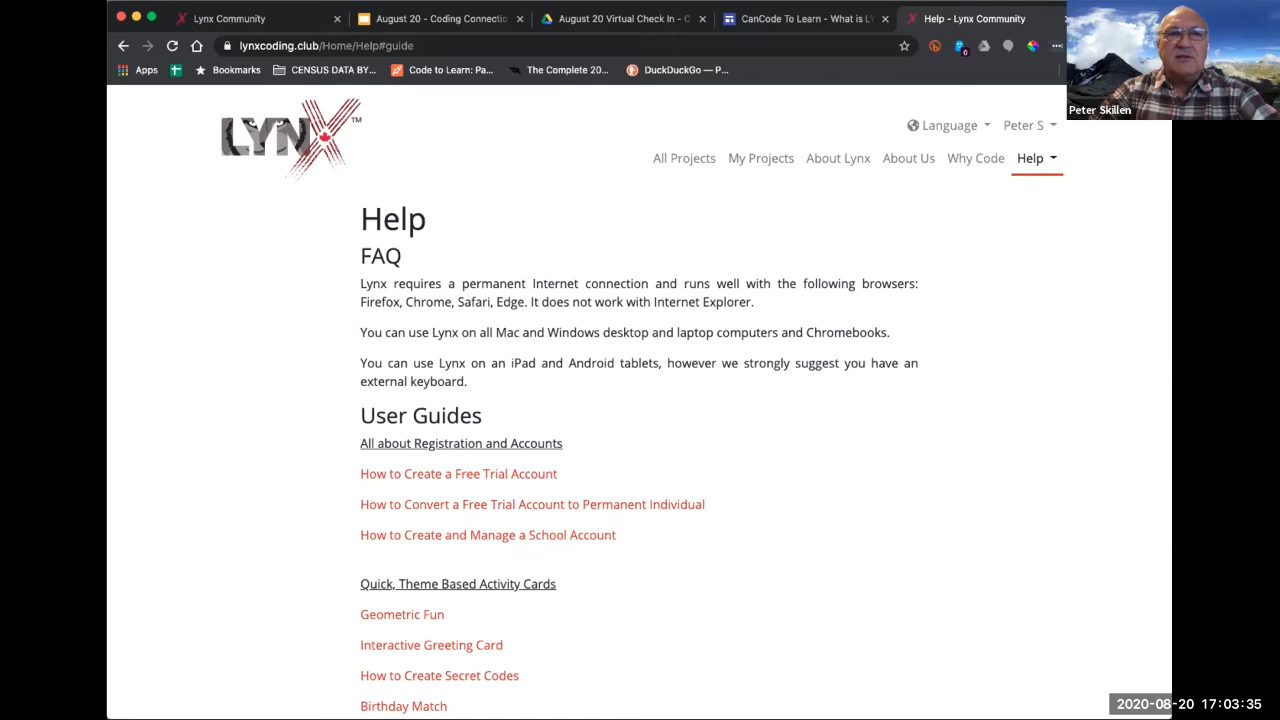 Lynx Community
August 20 - Coding Connectio
August 20 Virtual Check In - C
CanCode To Learn - What is L
Help - Lynx Community
lynxcoding.club/Home/Help#guide
0
Apps
Bookmarks
CENSUS DATA BY...
Code to Learn: Pa...
The Complete 20...
DuckDuckGo — P...
Peter Skillen
LYNX™
Language
Peter S
All Projects
My Projects
About Lynx
About Us
Why Code
Help
Help
FAQ
Lynx requires a permanent Internet connection and runs well with the following browsers:
Firefox, Chrome, Safari, Edge. It does not work with Internet Explorer.
You can use Lynx on all Mac and Windows desktop and laptop computers and Chromebooks.
You can use Lynx on an iPad and Android tablets, however we strongly suggest you have an
external keyboard.
User Guides
All about Registration and Accounts
How to Create a Free Trial Account
How to Convert a Free Trial Account to Permanent Individual
How to Create and Manage a School Account
Quick, Theme Based Activity Cards
Geometric Fun
Interactive Greeting Card
How to Create Secret Codes
Birthday Match
2020-08-20 17:03:35